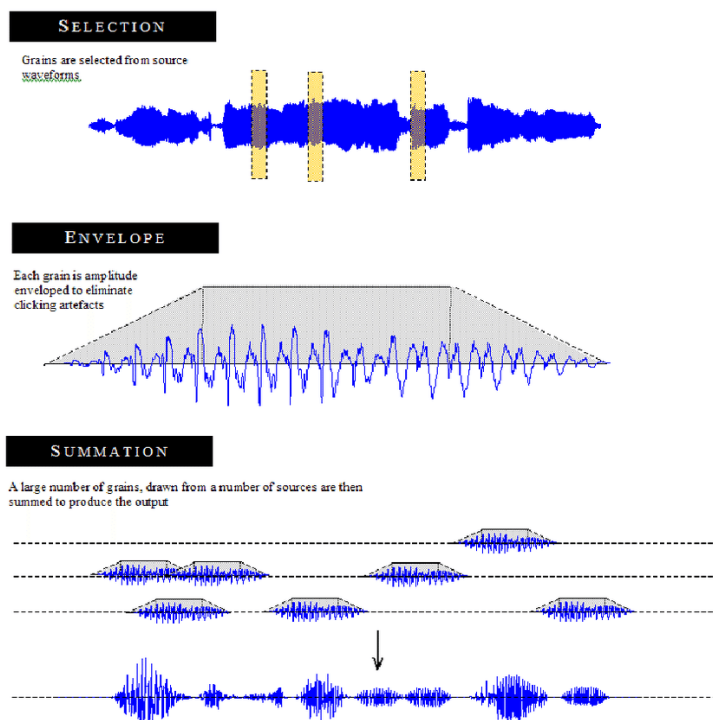 SELECTION
Grains are selected from source
waveforms
ENVELOPE
Each grain is amplitude
enveloped to eliminate
clicking artefacts
SUMMATION
A large number of grains, drawn from a number of sources are then
summed to produce the output